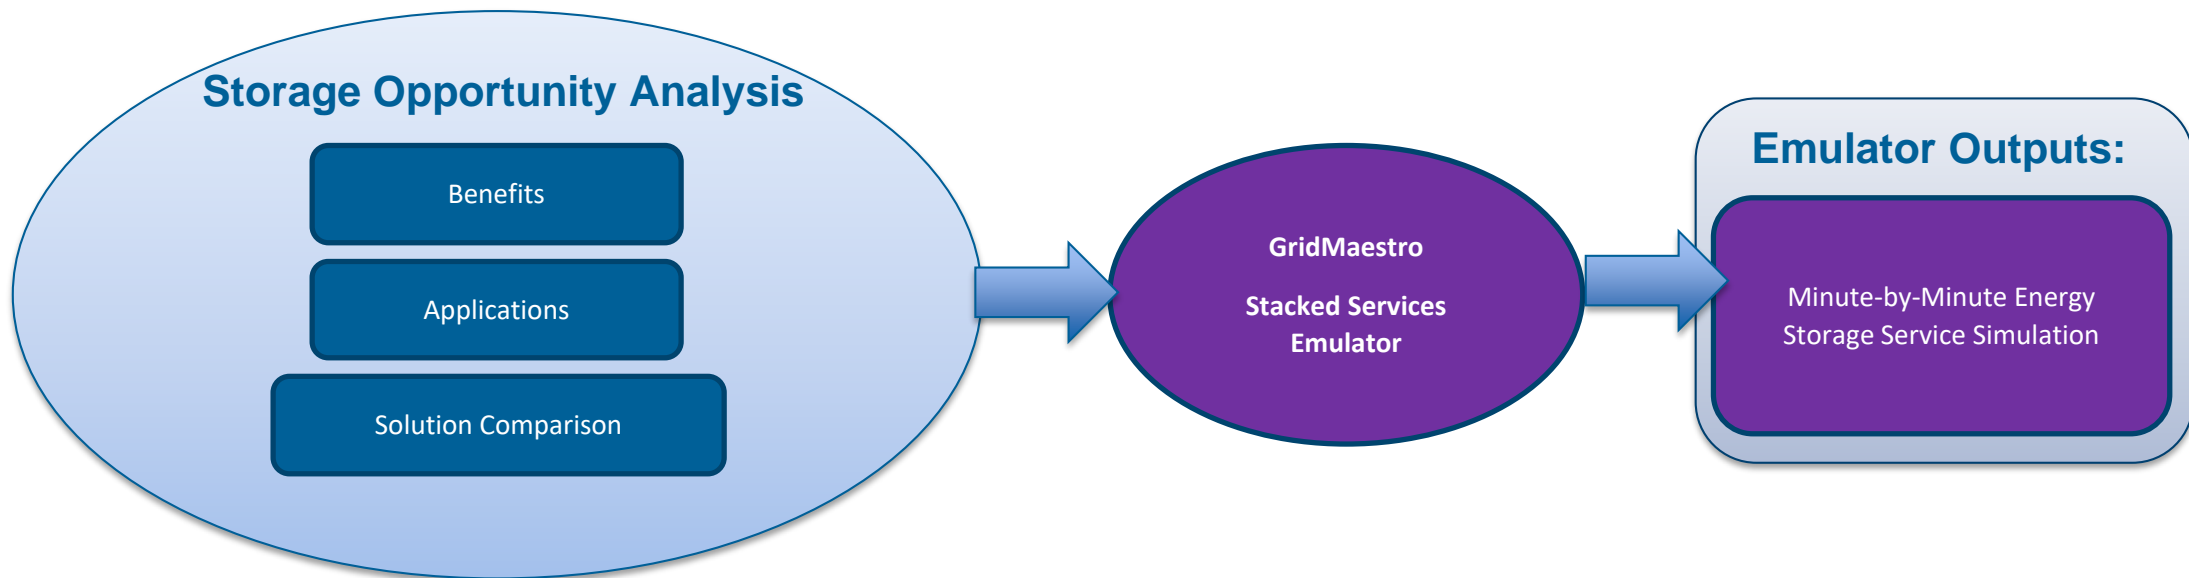 Storage Opportunity Analysis
Benefits
Applications
Solution Comparison
GridMaestro
Stacked Services
Emulator
Emulator Outputs:
Minute-by-Minute Energy
Storage Service Simulation